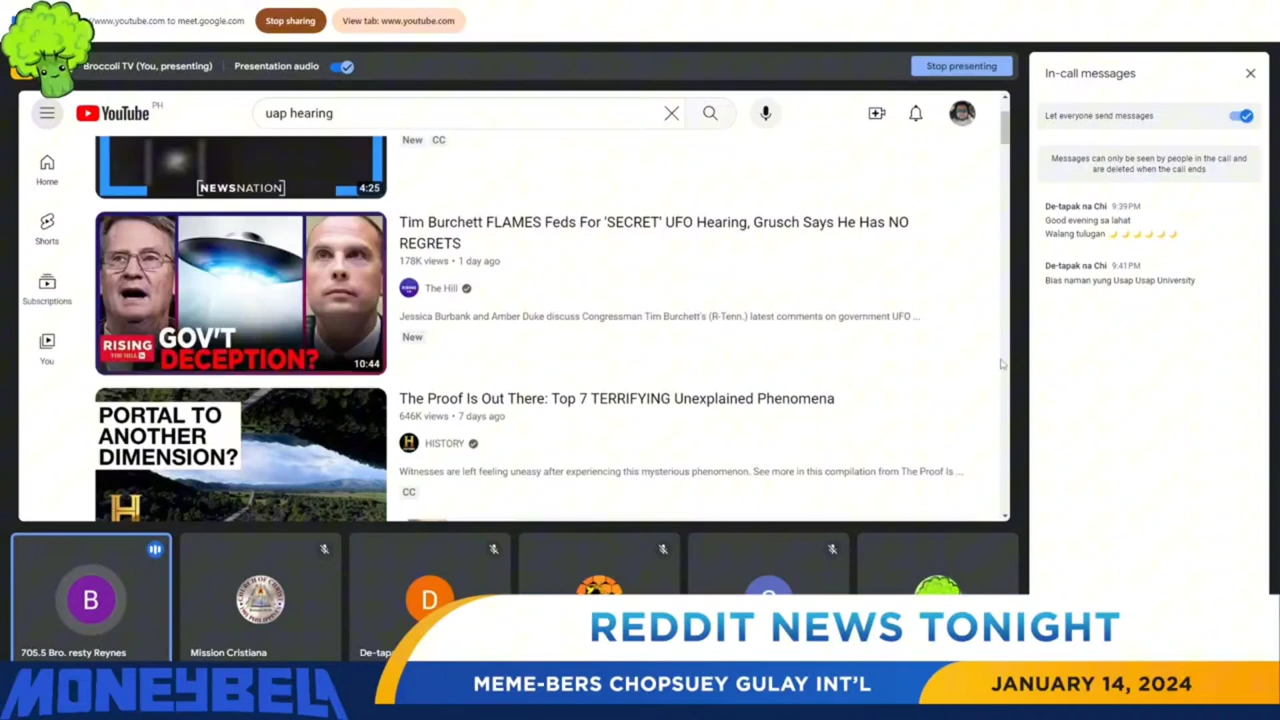 www.youtube.com to meet.google.com
Stop sharing
View tab: www.youtube.com
Broccoli TV (You, presenting)
Presentation audio
Stop presenting
In-call messages
YouTube PH
uap hearing
Let everyone send messages
Messages can only be seen by people in the call and
are deleted when the call ends
Home
Shorts
Subscriptions
You
[NEWSNATION]
4:25
New CC
GOV'T
DECEPTION?
RISING
THE HILL
10:44
Tim Burchett FLAMES Feds For 'SECRET' UFO Hearing, Grusch Says He Has NO
REGRETS
178K views • 1 day ago
The Hill
Jessica Burbank and Amber Duke discuss Congressman Tim Burchett's (R-Tenn.) latest comments on government UFO ...
New
PORTAL TO
ANOTHER
DIMENSION?
H
The Proof Is Out There: Top 7 TERRIFYING Unexplained Phenomena
646K views • 7 days ago
HISTORY
Witnesses are left feeling uneasy after experiencing this mysterious phenomenon. See more in this compilation from The Proof Is ...
CC
De-tapak na Chi 9:39 PM
Good evening sa lahat
Walang tulugan 🌙🌙🌙🌙🌙🌙
De-tapak na Chi 9:41 PM
Bias naman yung Usap Usap University
B
705.5 Bro. resty Reynes
Mission Cristiana
D
De-tap
REDDIT NEWS TONIGHT
MONEYBELA
MEME-BERS CHOPSUEY GULAY INT'L
JANUARY 14, 2024